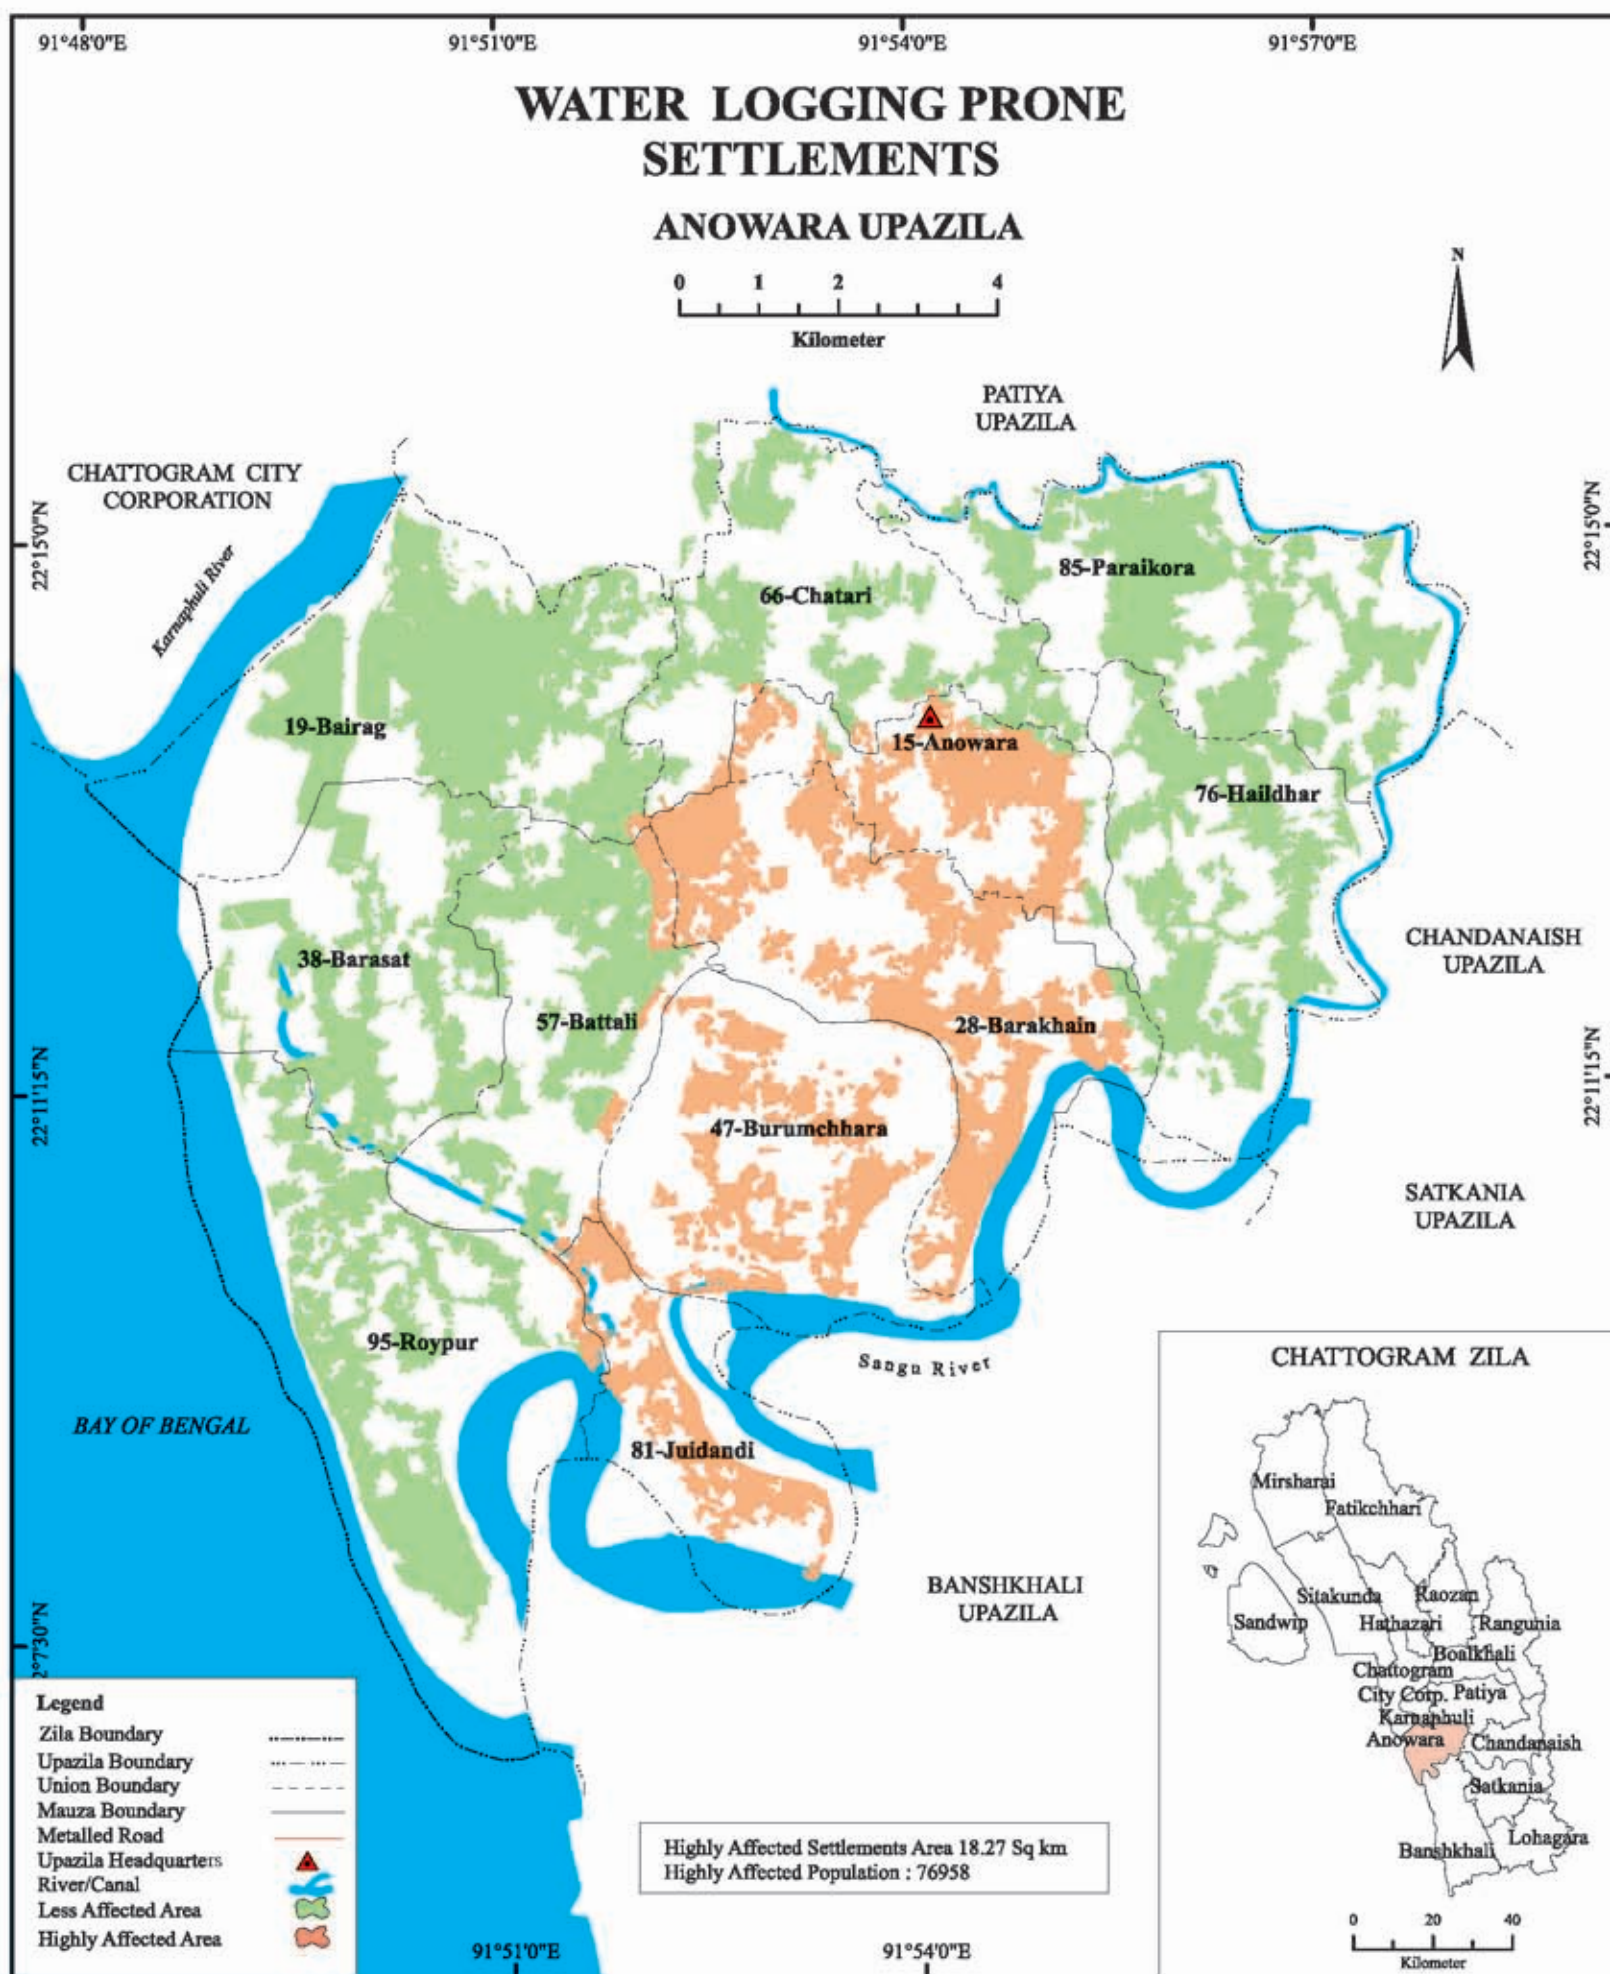 91°48'0"E
91°51'0"E
91°54'0"E
91°57'0"E
WATER LOGGING PRONE
SETTLEMENTS
ANOWARA UPAZILA
0 1 2 4
Kilometer
N
PATIYA
UPAZILA
CHATTOGRAM CITY
CORPORATION
Karnaphuli River
22°15'0"N
22°15'0"N
85-Paraikora
66-Chatari
19-Bairag
15-Anowara
76-Haildhar
38-Barasat
CHANDANAISH
UPAZILA
57-Battali
28-Barakhain
22°11'15"N
22°11'15"N
47-Burumchhara
SATKANIA
UPAZILA
95-Roypur
Sangu River
BAY OF BENGAL
81-Juidandi
BANSHKHALI
UPAZILA
2°7'30"N
CHATTOGRAM ZILA
Mirsharai
Fatikchhari
Sitakunda
Raozan
Sandwip
Hathazari
Rangunia
Boalkhali
Chattogram
City Corp.
Patiya
Karnaphuli
Anowara
Chandanaish
Satkania
Lohagara
Banshkhali
0 20 40
Kilometer
Legend
Zila Boundary
Upazila Boundary
Union Boundary
Mauza Boundary
Metalled Road
Upazila Headquarters
River/Canal
Less Affected Area
Highly Affected Area
Highly Affected Settlements Area 18.27 Sq km
Highly Affected Population : 76958
91°51'0"E
91°54'0"E